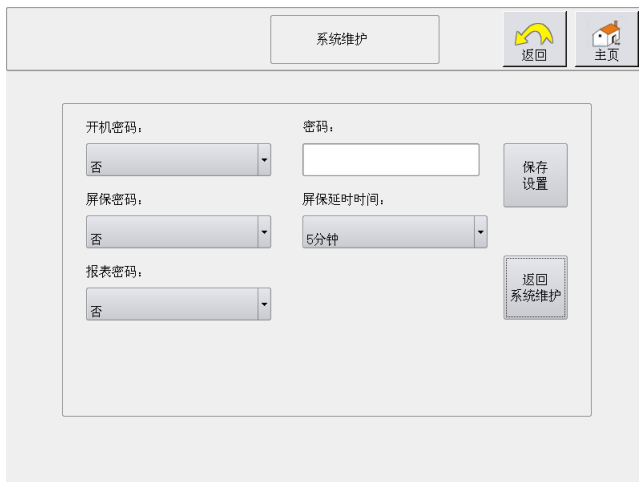 系统维护
返回
主页
开机密码：
密码：
否
保存
设置
屏保密码：
屏保延时时间：
否
5分钟
报表密码：
返回
系统维护
否